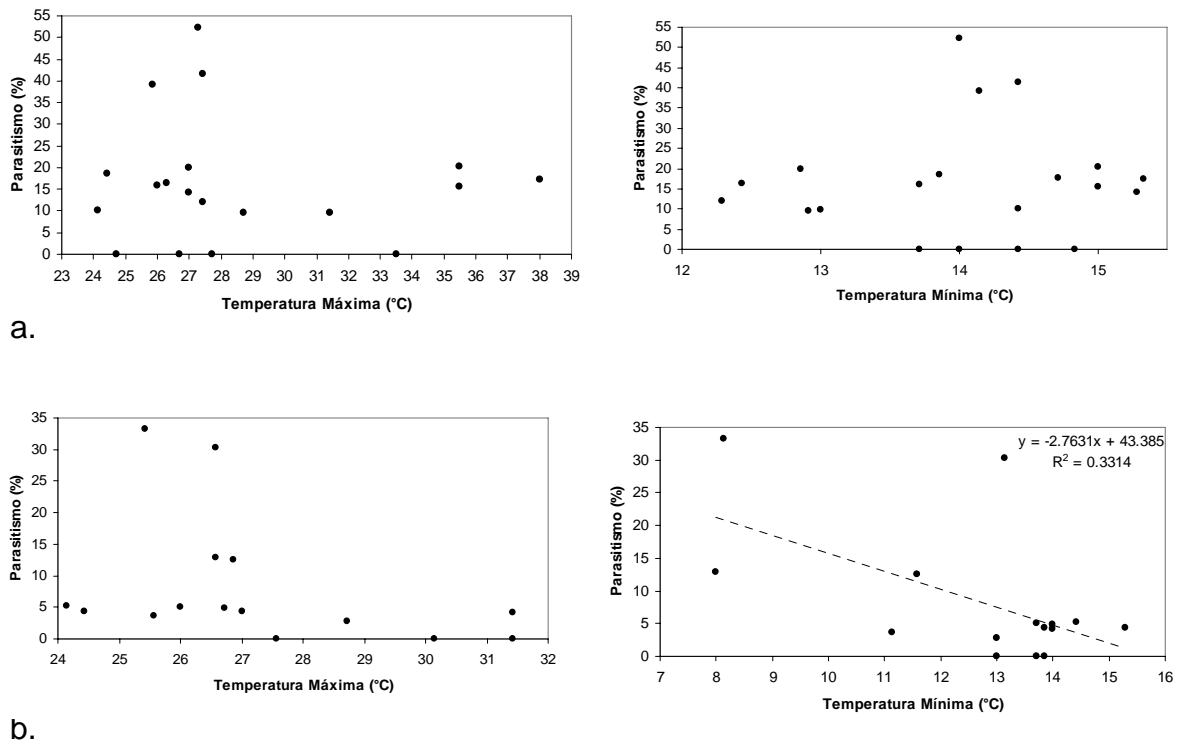 55
50
45
40
35
30
25
20
15
10
5
0
Parasitismo (%)
23 24 25 26 27 28 29 30 31 32 33 34 35 36 37 38 39
Temperatura Máxima (°C)
55
50
45
40
35
30
25
20
15
10
5
0
Parasitismo (%)
12 13 14 15
Temperatura Mínima (°C)
a.
35
30
25
20
15
10
5
0
Parasitismo (%)
24 25 26 27 28 29 30 31 32
Temperatura Máxima (°C)
35
30
25
20
15
10
5
0
Parasitismo (%)
y = -2.7631x + 43.385
R² = 0.3314
7 8 9 10 11 12 13 14 15 16
Temperatura Mínima (°C)
b.